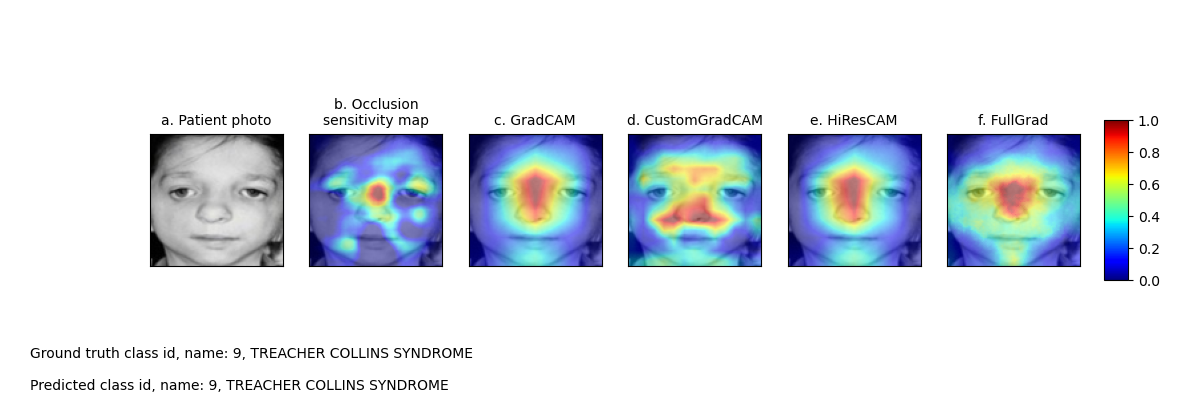 a. Patient photo
b. Occlusion
sensitivity map
c. GradCAM
d. CustomGradCAM
e. HiResCAM
f. FullGrad
1.0
0.8
0.6
0.4
0.2
0.0
Ground truth class id, name: 9, TREACHER COLLINS SYNDROME
Predicted class id, name: 9, TREACHER COLLINS SYNDROME